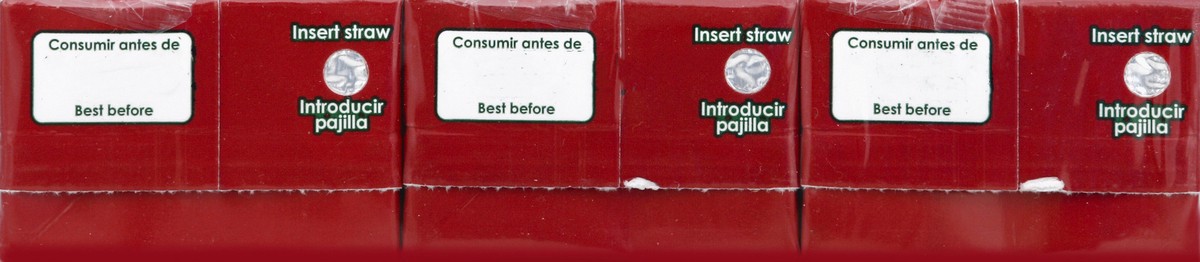 Consumir antes de
Best before
Insert straw
Introducir
pajilla
Consumir antes de
Best before
Insert straw
Introducir
pajilla
Consumir antes de
Best before
Insert straw
Introducir
pajilla